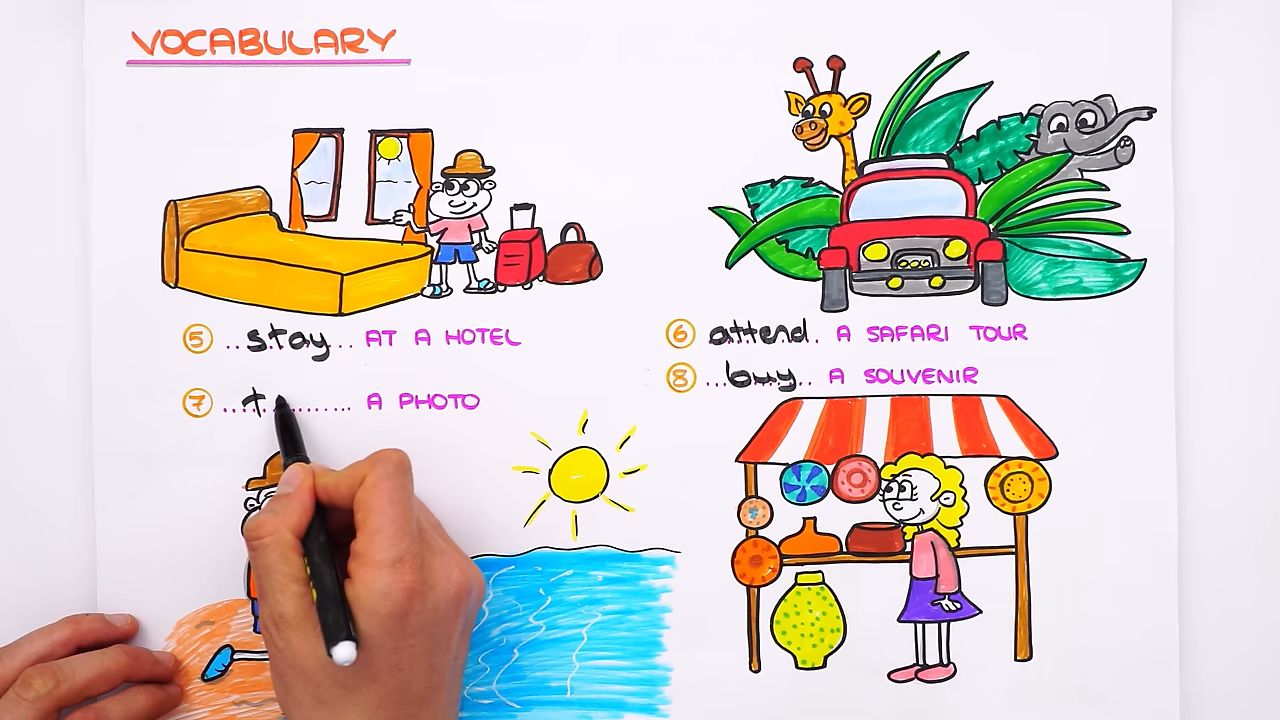 VOCABULARY
5 stay AT A HOTEL
6 attend A SAFARI TOUR
8 buy A SOUVENIR
7 t A PHOTO